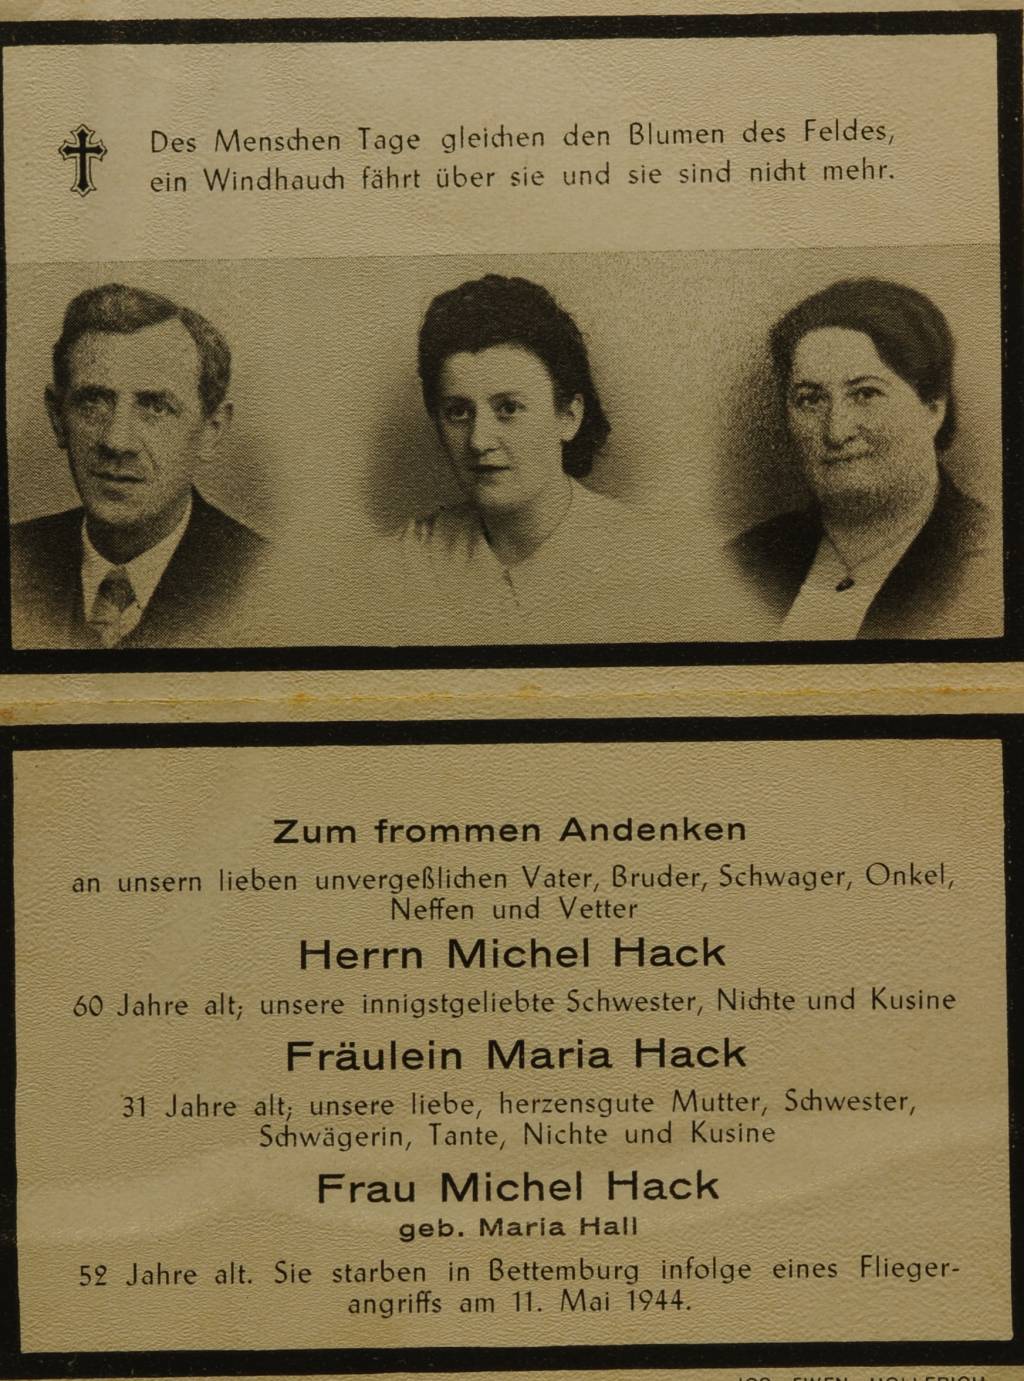 Des Menschen Tage gleichen den Blumen des Feldes,
ein Windhauch fährt über sie und sie sind nicht mehr.
Zum frommen Andenken
an unsern lieben unvergeßlichen Vater, Bruder, Schwager, Onkel,
Neffen und Vetter
Herrn Michel Hack
60 Jahre alt; unsere innigstgeliebte Schwester, Nichte und Kusine
Fräulein Maria Hack
31 Jahre alt; unsere liebe, herzensgute Mutter, Schwester,
Schwägerin, Tante, Nichte und Kusine
Frau Michel Hack
geb. Maria Hall
52 Jahre alt. Sie starben in Bettemburg infolge eines Flieger-
angriffs am 11. Mai 1944.